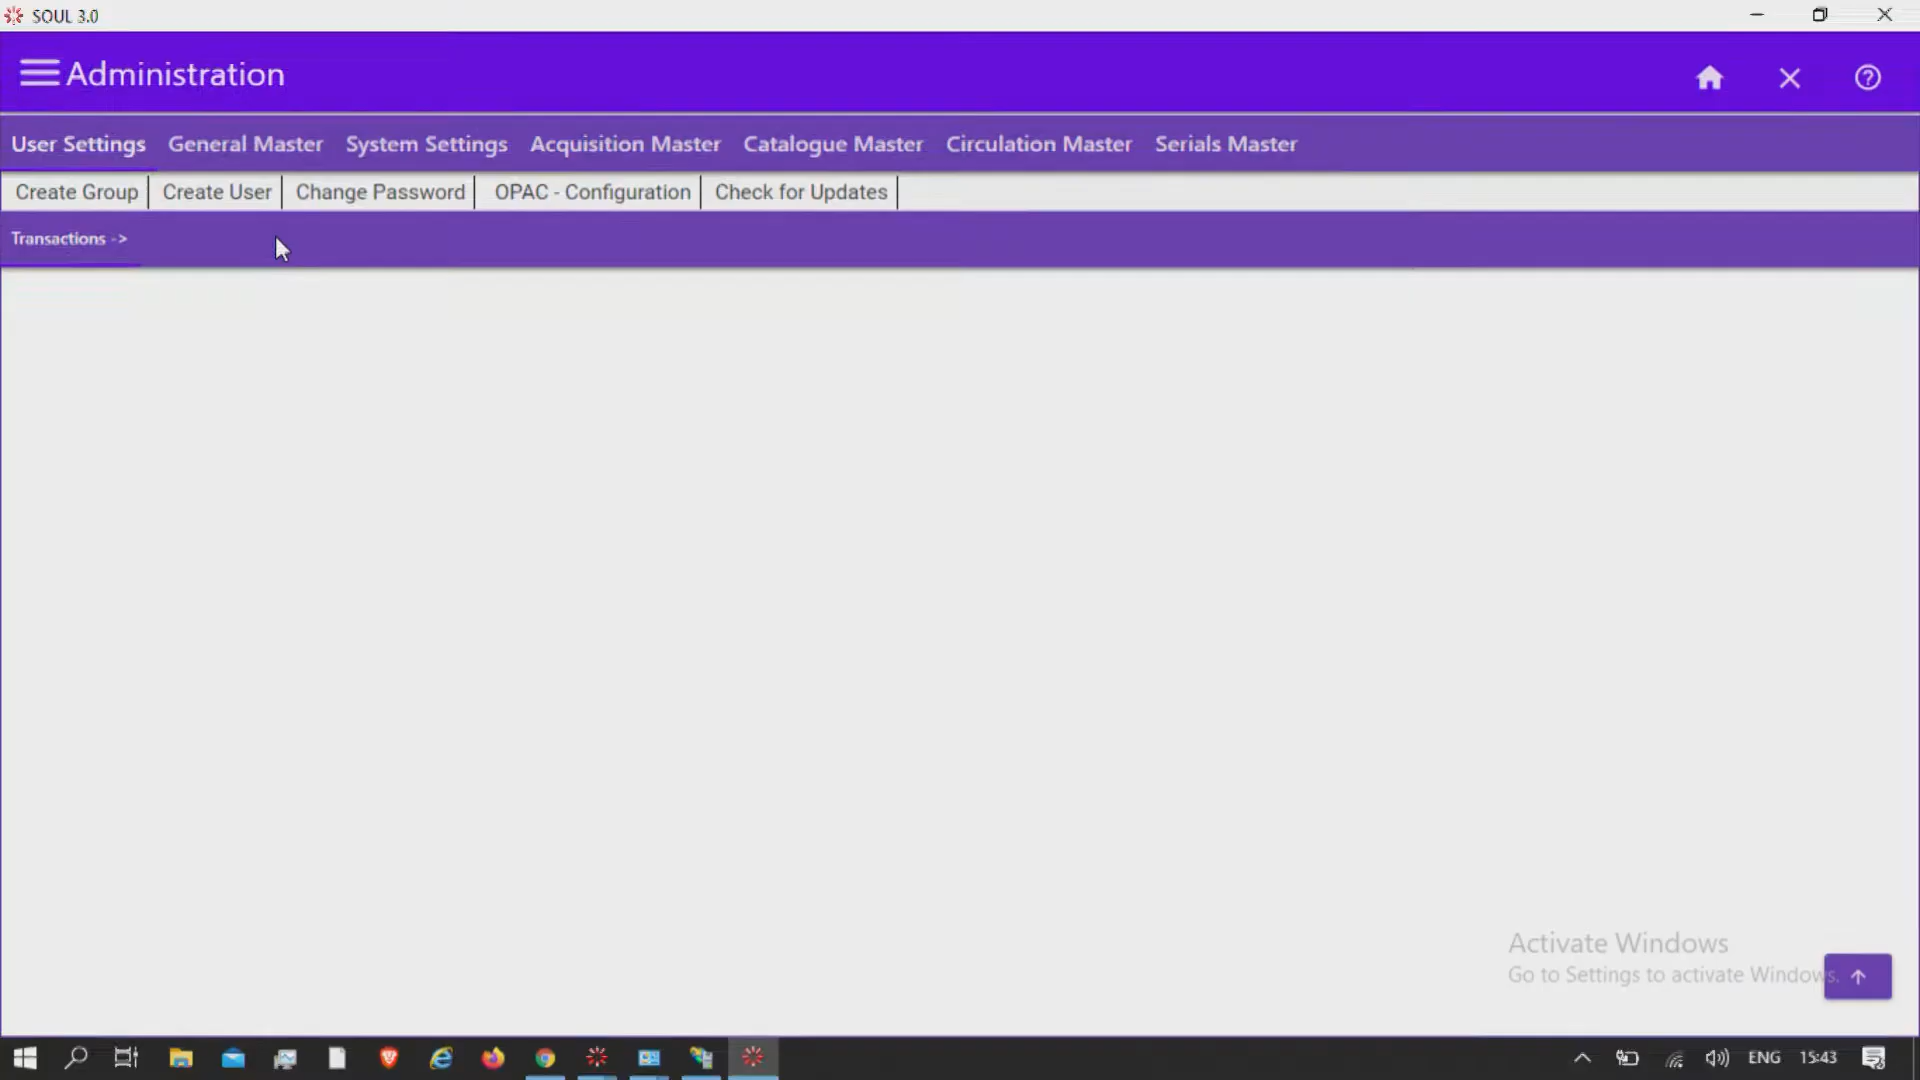 SOUL 3.0
Administration
User Settings General Master System Settings Acquisition Master Catalogue Master Circulation Master Serials Master
Create Group Create User Change Password OPAC - Configuration Check for Updates
Transactions ->
Activate Windows
Go to Settings to activate Windows.
ENG 15:43